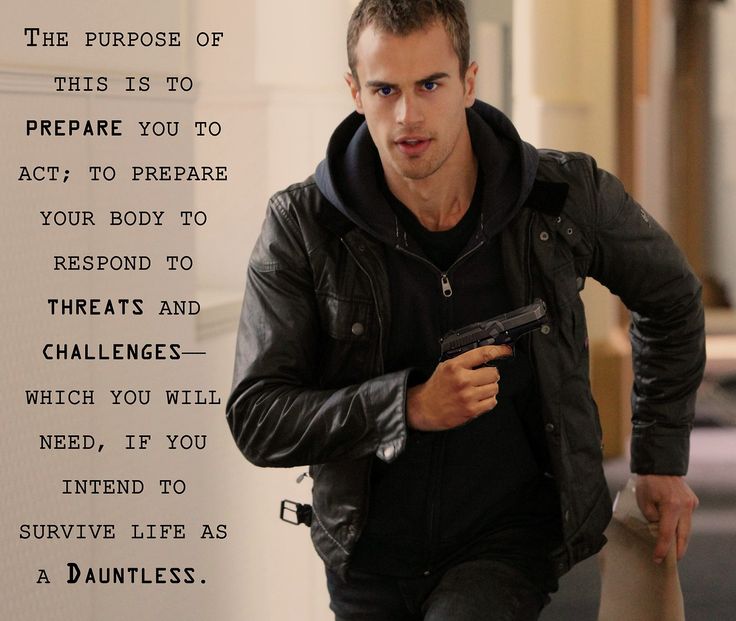 THE PURPOSE OF
THIS IS TO
PREPARE YOU TO
ACT; TO PREPARE
YOUR BODY TO
RESPOND TO
THREATS AND
CHALLENGES—
WHICH YOU WILL
NEED, IF YOU
INTEND TO
SURVIVE LIFE AS
A DAUNTLESS.